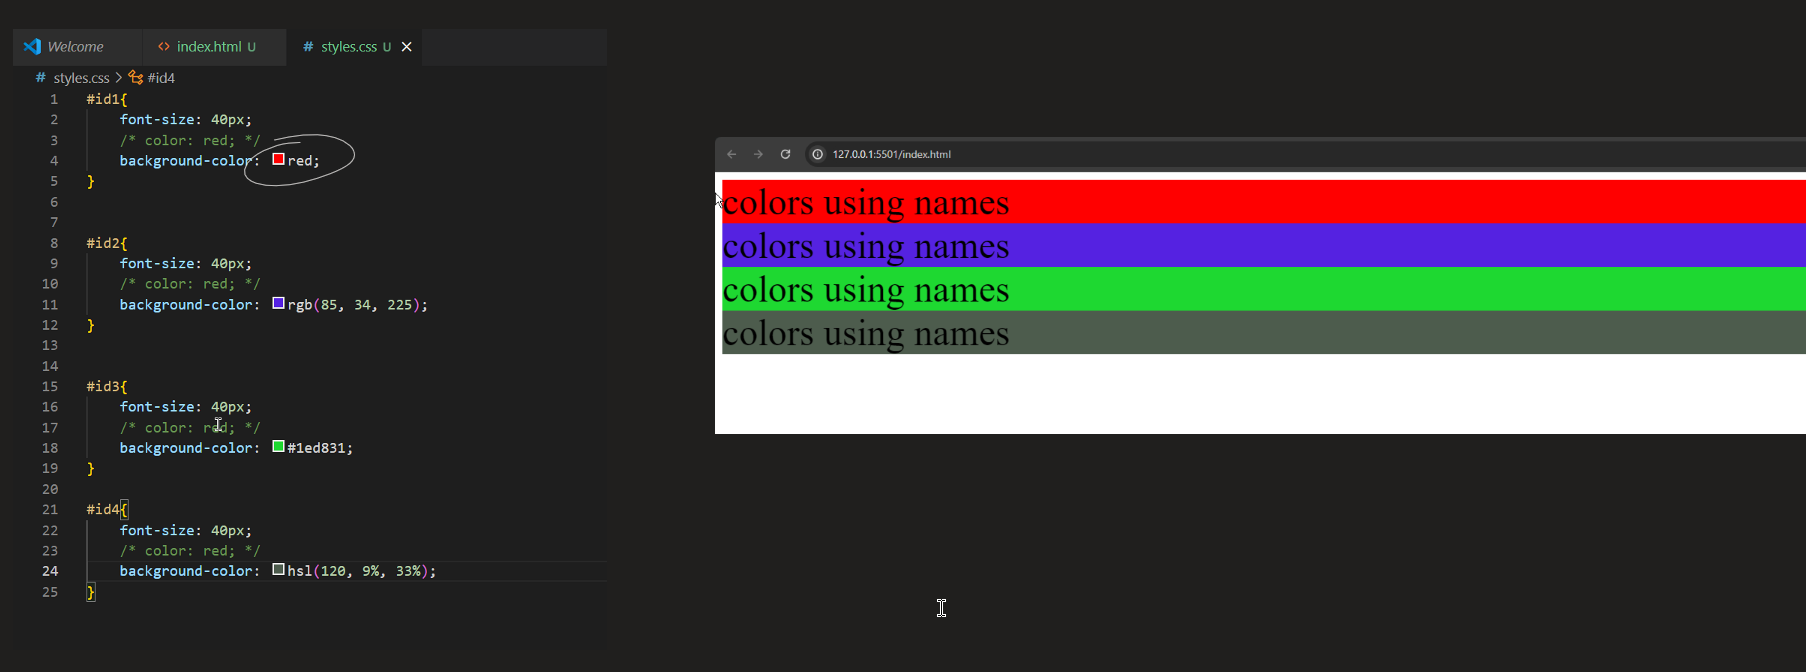 Welcome
<> index.html U
# styles.css U ×
# styles.css > #id4
1 #id1{
2 font-size: 40px;
3 /* color: red; */
4 background-color: red;
5 }
6
7
8 #id2{
9 font-size: 40px;
10 /* color: red; */
11 background-color: rgb(85, 34, 225);
12 }
13
14
15 #id3{
16 font-size: 40px;
17 /* color: red; */
18 background-color: #1ed831;
19 }
20
21 #id4{
22 font-size: 40px;
23 /* color: red; */
24 background-color: hsl(120, 9%, 33%);
25 }
127.0.0.1:5501/index.html
colors using names
colors using names
colors using names
colors using names